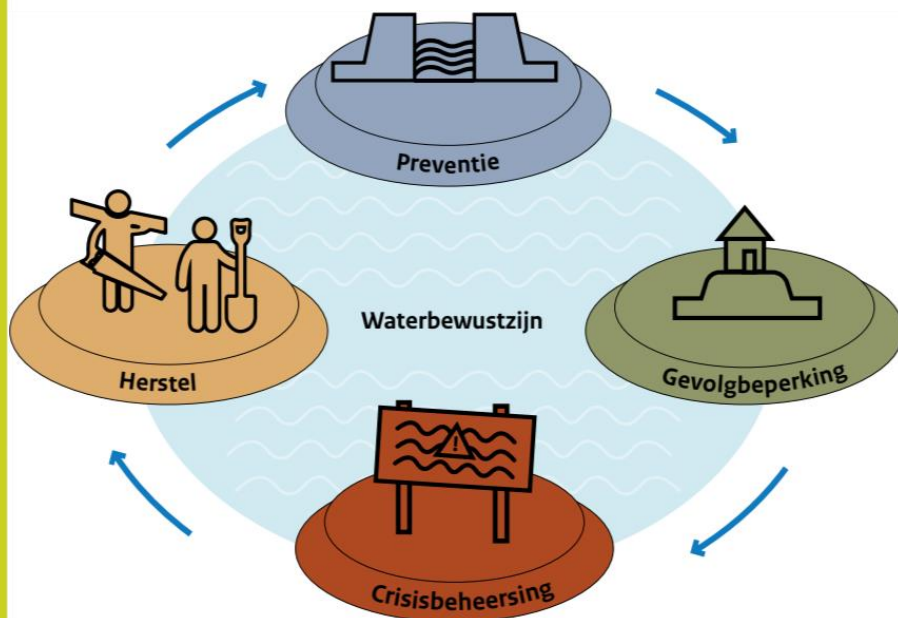 Preventie
Waterbewustzijn
Herstel
Gevolgbeperking
!
Crisisbeheersing